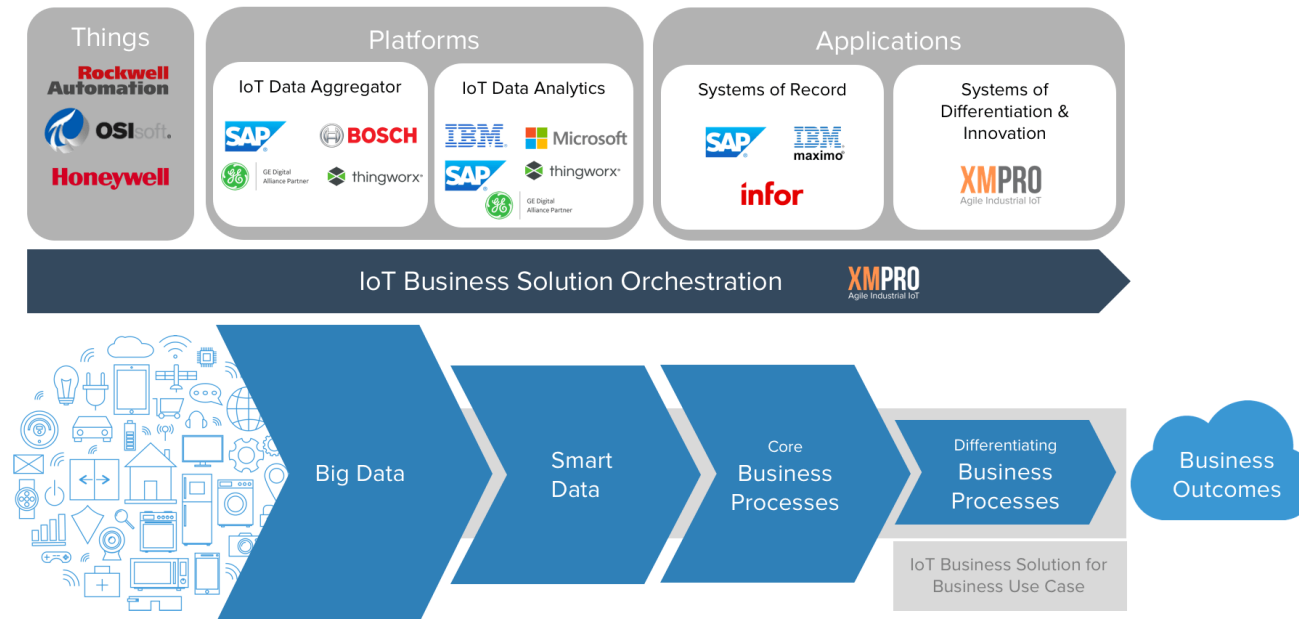 Things
Rockwell
Automation
OSIsoft.
Honeywell
Platforms
IoT Data Aggregator
SAP
BOSCH
GE Digital
Alliance Partner
thingworx
IoT Data Analytics
IBM
Microsoft
SAP
thingworx
GE Digital
Alliance Partner
Applications
Systems of Record
SAP
IBM
maximo
infor
Systems of
Differentiation &
Innovation
XMPRO
Agile Industrial IoT
IoT Business Solution Orchestration
XMPRO
Agile Industrial IoT
Big Data
Smart
Data
Core
Business
Processes
Differentiating
Business
Processes
Business
Outcomes
IoT Business Solution for
Business Use Case